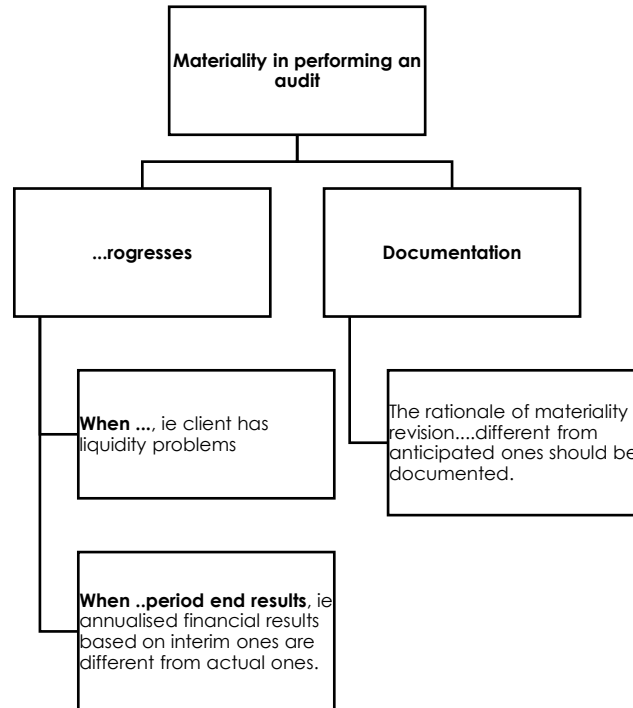 Materiality in performing an
audit
...rogresses
Documentation
When ..., ie client has
liquidity problems
The rationale of materiality
revision....different from
anticipated ones should be
documented.
When ..period end results, ie
annualised financial results
based on interim ones are
different from actual ones.